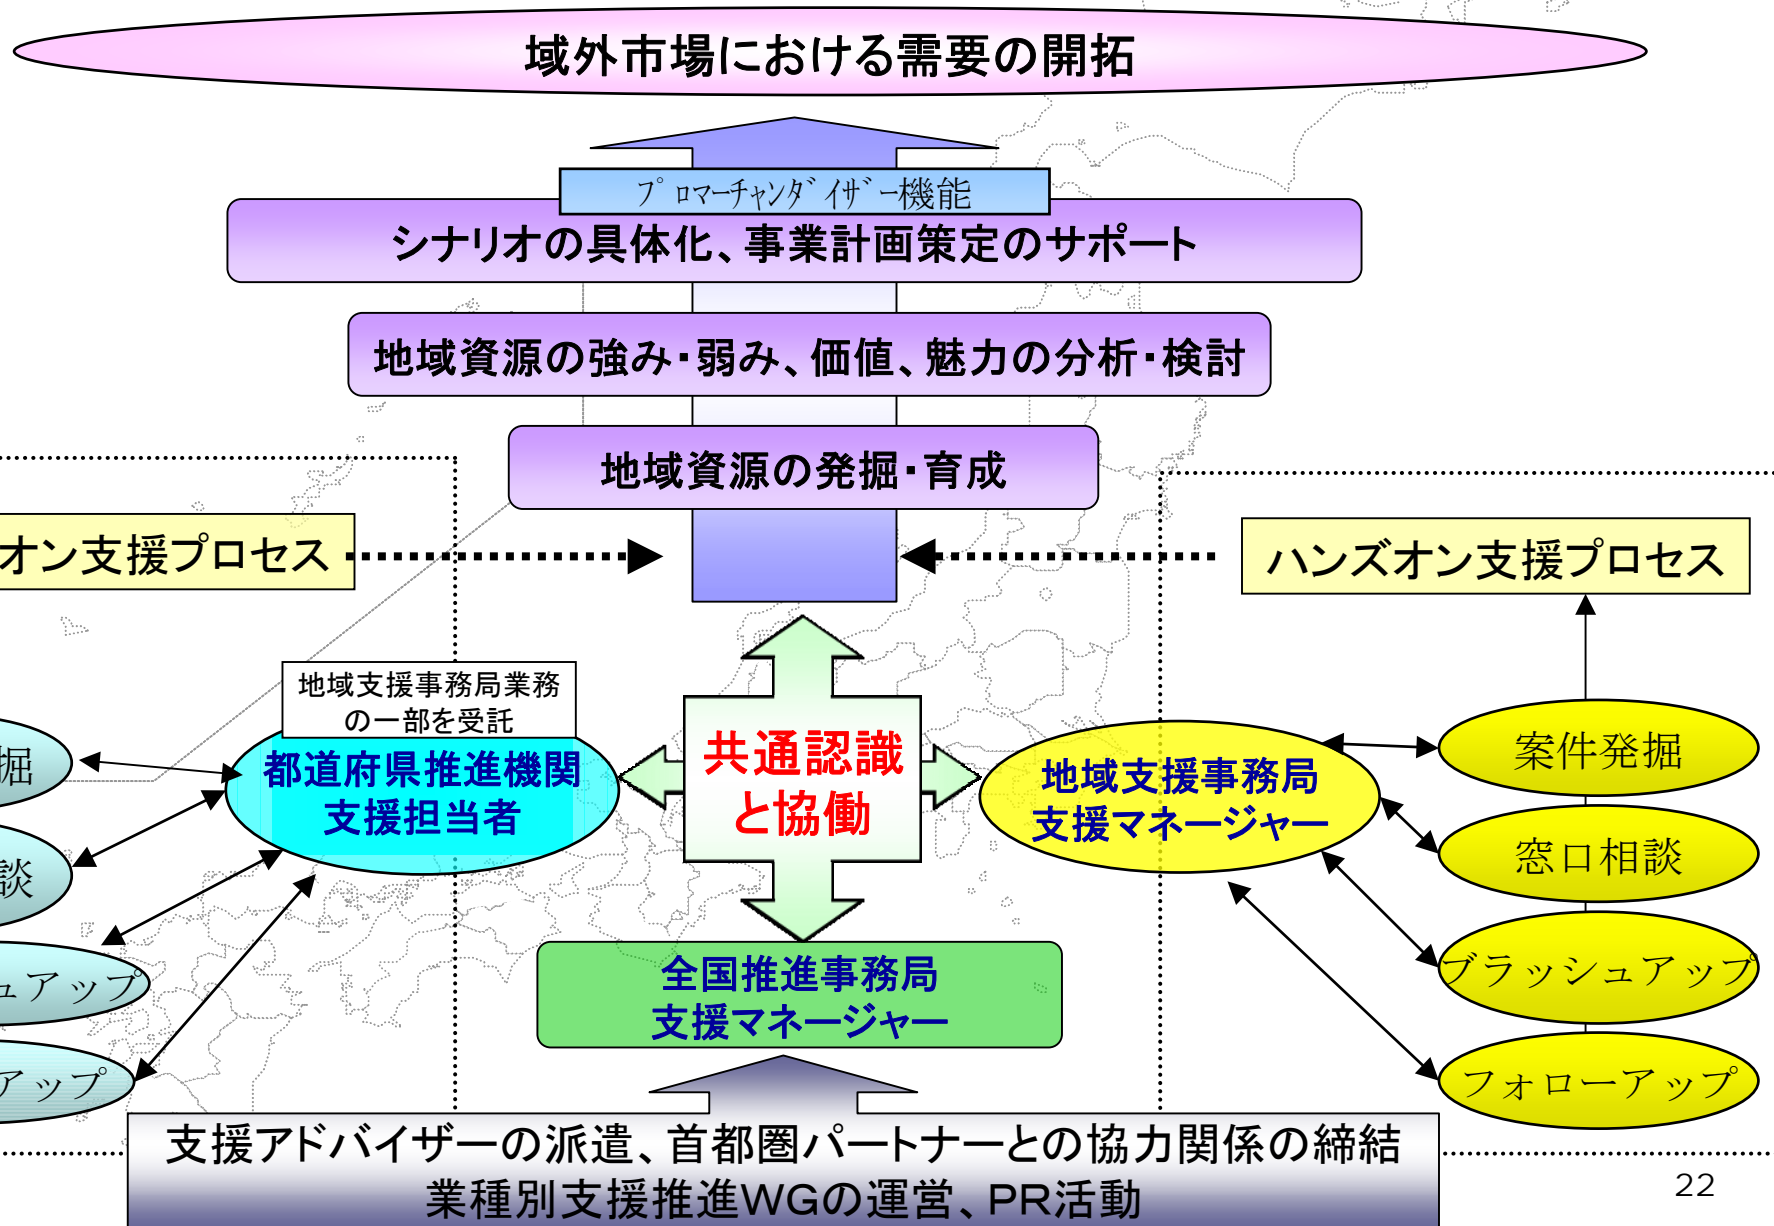 域外市場における需要の開拓
プロマーチャンダイザー機能
シナリオの具体化、事業計画策定のサポート
地域資源の強み・弱み、価値、魅力の分析・検討
地域資源の発掘・育成
オン支援プロセス
ハンズオン支援プロセス
地域支援事務局業務
の一部を受託
都道府県推進機関
支援担当者
共通認識
と協働
地域支援事務局
支援マネージャー
掘
談
ュアップ
アップ
案件発掘
窓口相談
ブラッシュアップ
フォローアップ
全国推進事務局
支援マネージャー
支援アドバイザーの派遣、首都圏パートナーとの協力関係の締結
業種別支援推進WGの運営、PR活動
22